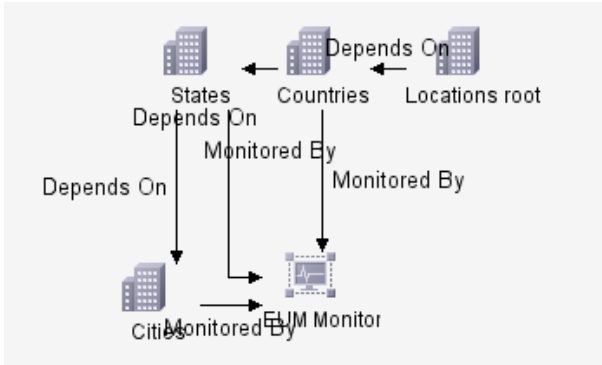 Depends On
States
Countries
Locations root
Depends On
Monitored By
Depends On
Monitored By
EUM Monitor
Cities
Monitored By